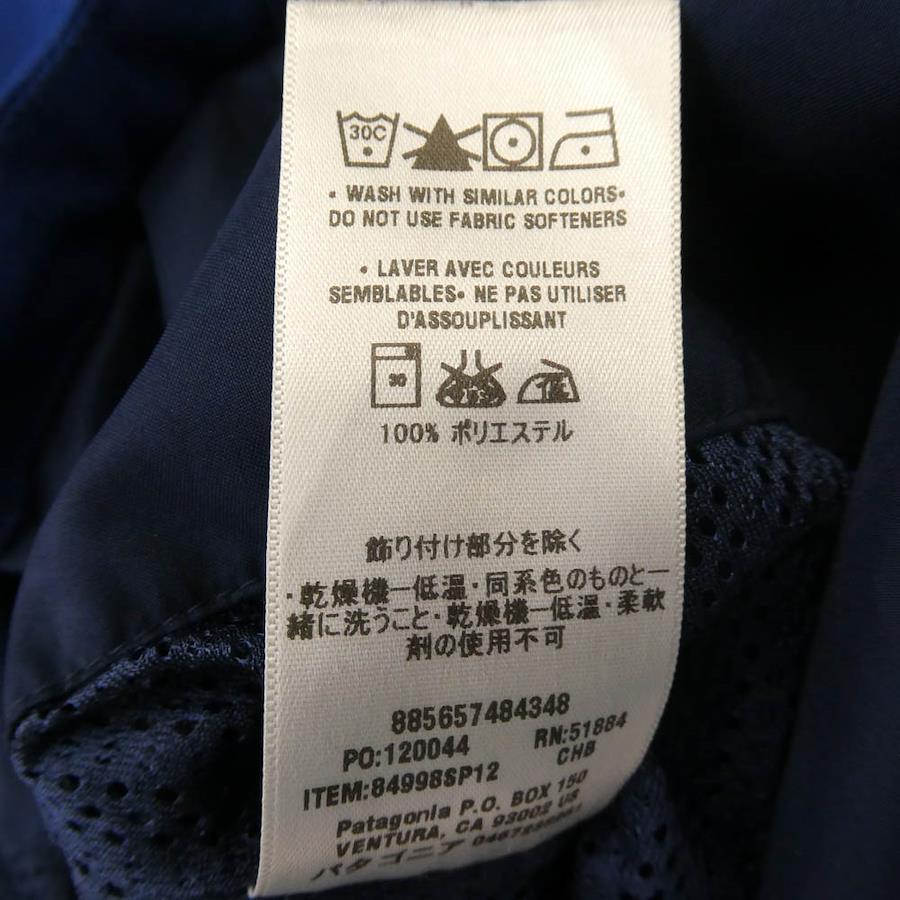 30C
• WASH WITH SIMILAR COLORS•
DO NOT USE FABRIC SOFTENERS
• LAVER AVEC COULEURS
SEMBLABLES• NE PAS UTILISER
D'ASSOUPLISSANT
30
100% ポリエステル
飾り付け部分を除く
・乾燥機一低温・同系色のものと一
緒に洗うこと・乾燥機一低温・柔軟
剤の使用不可
885657484348
PO:120044 RN:51884
CHB
ITEM:84998SP12
Patagonia P.O. BOX 150
VENTURA, CA 93002 US
パタゴニア